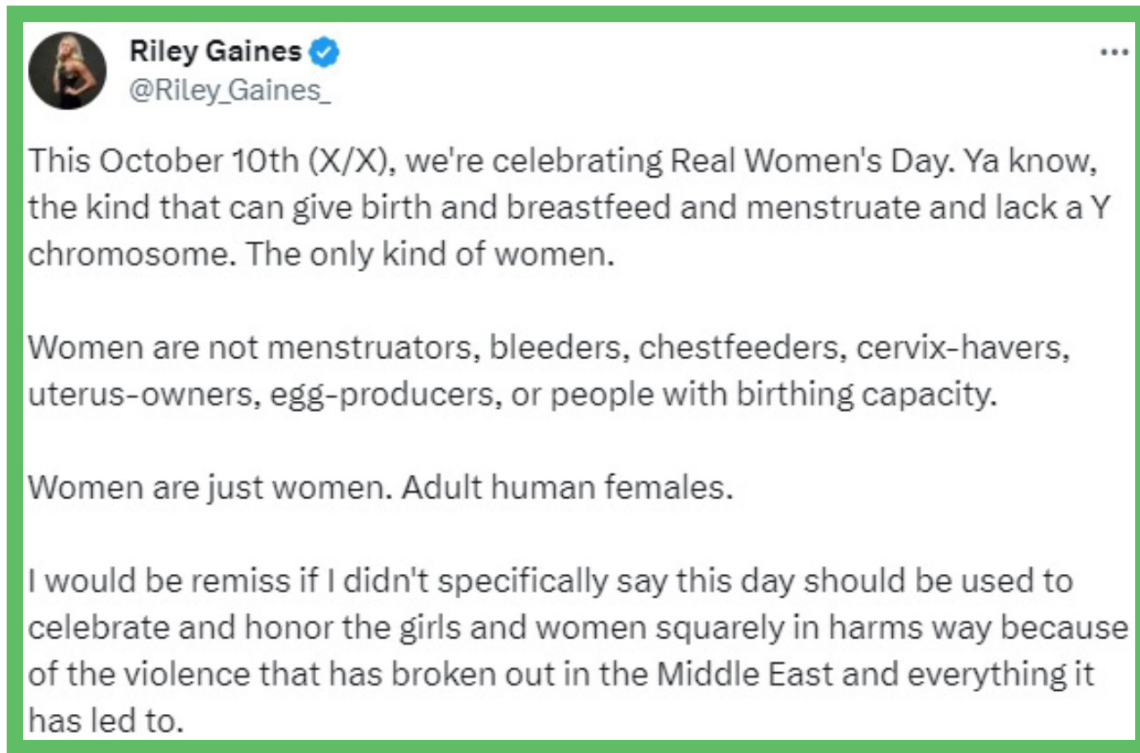 Riley Gaines
@Riley_Gaines_
This October 10th (X/X), we're celebrating Real Women's Day. Ya know,
the kind that can give birth and breastfeed and menstruate and lack a Y
chromosome. The only kind of women.
Women are not menstruators, bleeders, chestfeeders, cervix-havers,
uterus-owners, egg-producers, or people with birthing capacity.
Women are just women. Adult human females.
I would be remiss if I didn't specifically say this day should be used to
celebrate and honor the girls and women squarely in harms way because
of the violence that has broken out in the Middle East and everything it
has led to.